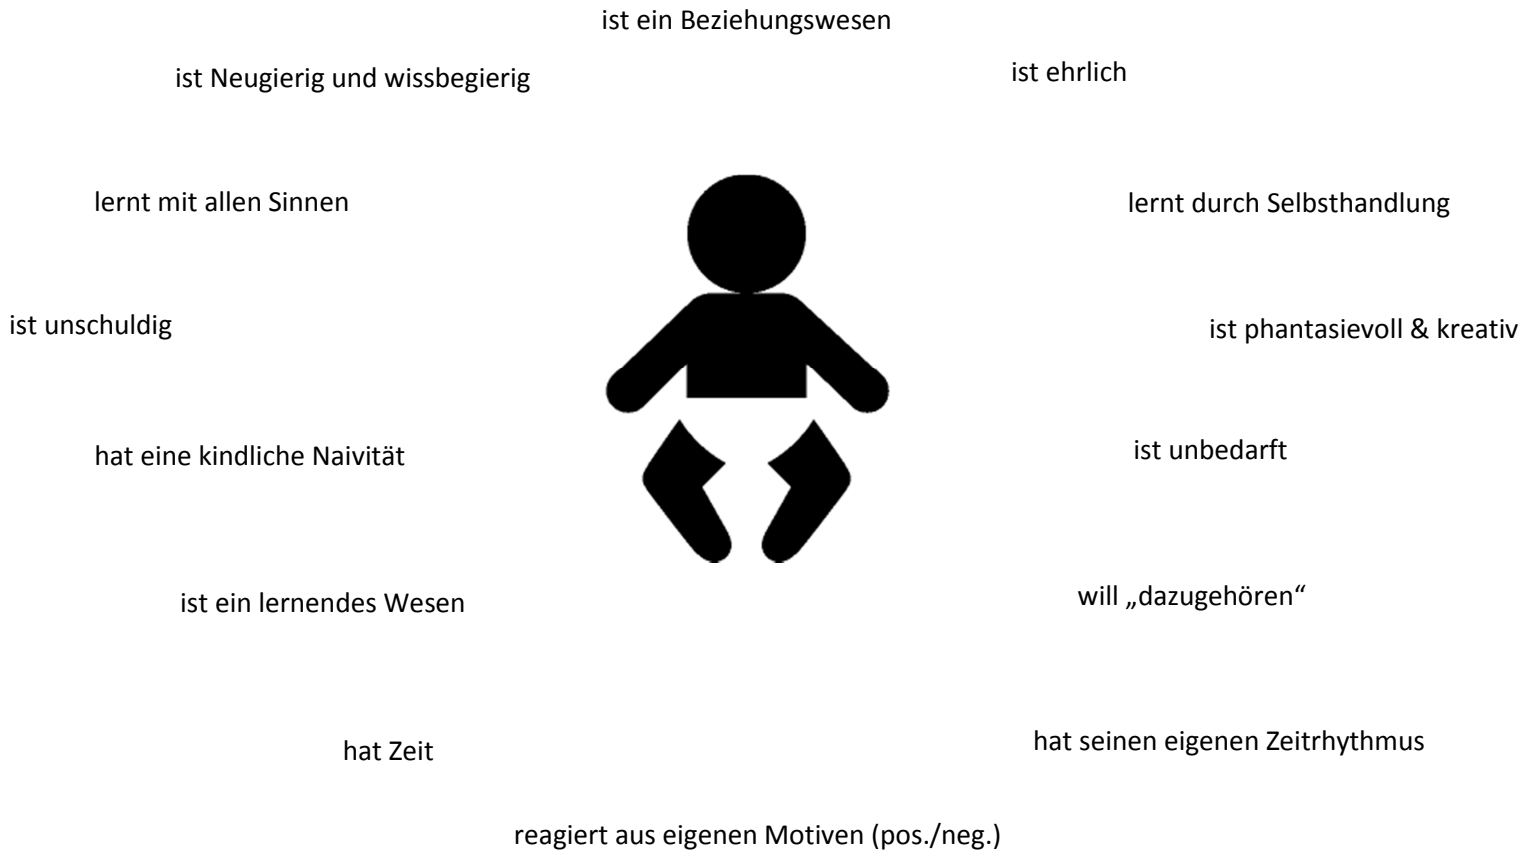 ist ein Beziehungswesen
ist Neugierig und wissbegierig
ist ehrlich
lernt mit allen Sinnen
lernt durch Selbsthandlung
ist unschuldig
ist phantasievoll & kreativ
hat eine kindliche Naivität
ist unbedarft
ist ein lernendes Wesen
will „dazugehören“
hat Zeit
hat seinen eigenen Zeitrhythmus
reagiert aus eigenen Motiven (pos./neg.)